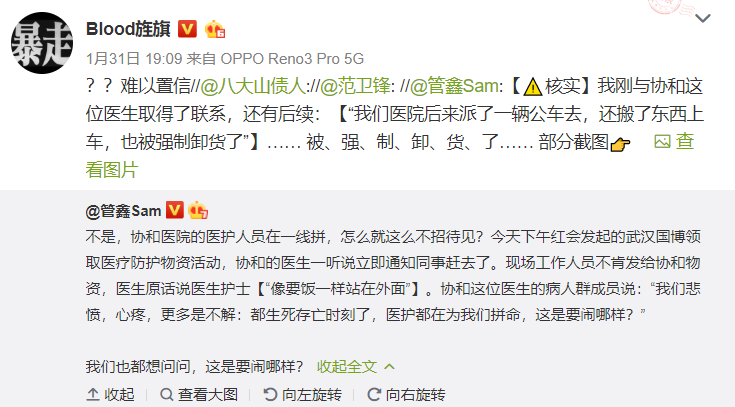 暴走
Blood旌旗
1月31日 19:09 来自 OPPO Reno3 Pro 5G
？？难以置信//@八大山债人://@范卫锋: //@管鑫Sam:【⚠核实】我刚与协和这
位医生取得了联系，还有后续：【“我们医院后来派了一辆公车去，还搬了东西上
车，也被强制卸货了”】…… 被、强、制、卸、货、了…… 部分截图👉 查
看图片
@管鑫Sam
不是，协和医院的医护人员在一线拼，怎么就这么不招待见？今天下午红会发起的武汉国博领
取医疗防护物资活动，协和的医生一听说立即通知同事赶去了。现场工作人员不肯发给协和物
资，医生原话说医生护士【“像要饭一样站在外面”】。协和这位医生的病人群成员说：“我们悲
愤，心疼，更多是不解：都生死存亡时刻了，医护都在为我们拼命，这是要闹哪样？”
我们也都想问问，这是要闹哪样？ 收起全文
收起 查看大图 向左旋转 向右旋转